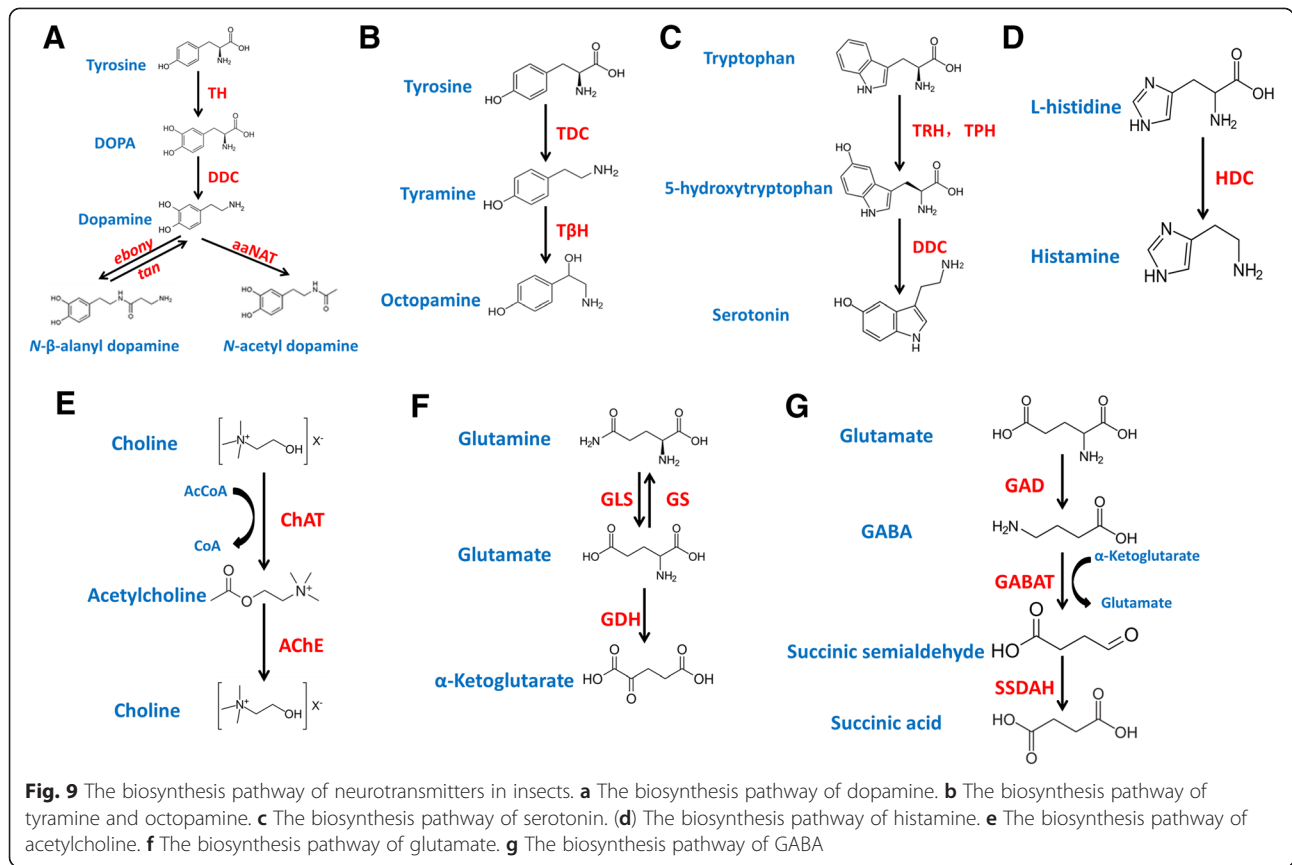 A
Tyrosine
TH
DOPA
DDC
Dopamine
ebony
tan
aaNAT
N-β-alanyl dopamine
N-acetyl dopamine
B
Tyrosine
TDC
Tyramine
TβH
Octopamine
C
Tryptophan
TRH, TPH
5-hydroxytryptophan
DDC
Serotonin
D
L-histidine
HDC
Histamine
E
Choline
AcCoA
ChAT
CoA
Acetylcholine
AChE
Choline
F
Glutamine
GLS
GS
Glutamate
GDH
α-Ketoglutarate
G
Glutamate
GAD
GABA
α-Ketoglutarate
GABAT
Glutamate
Succinic semialdehyde
SSDAH
Succinic acid
Fig. 9 The biosynthesis pathway of neurotransmitters in insects. a The biosynthesis pathway of dopamine. b The biosynthesis pathway of
tyramine and octopamine. c The biosynthesis pathway of serotonin. (d) The biosynthesis pathway of histamine. e The biosynthesis pathway of
acetylcholine. f The biosynthesis pathway of glutamate. g The biosynthesis pathway of GABA